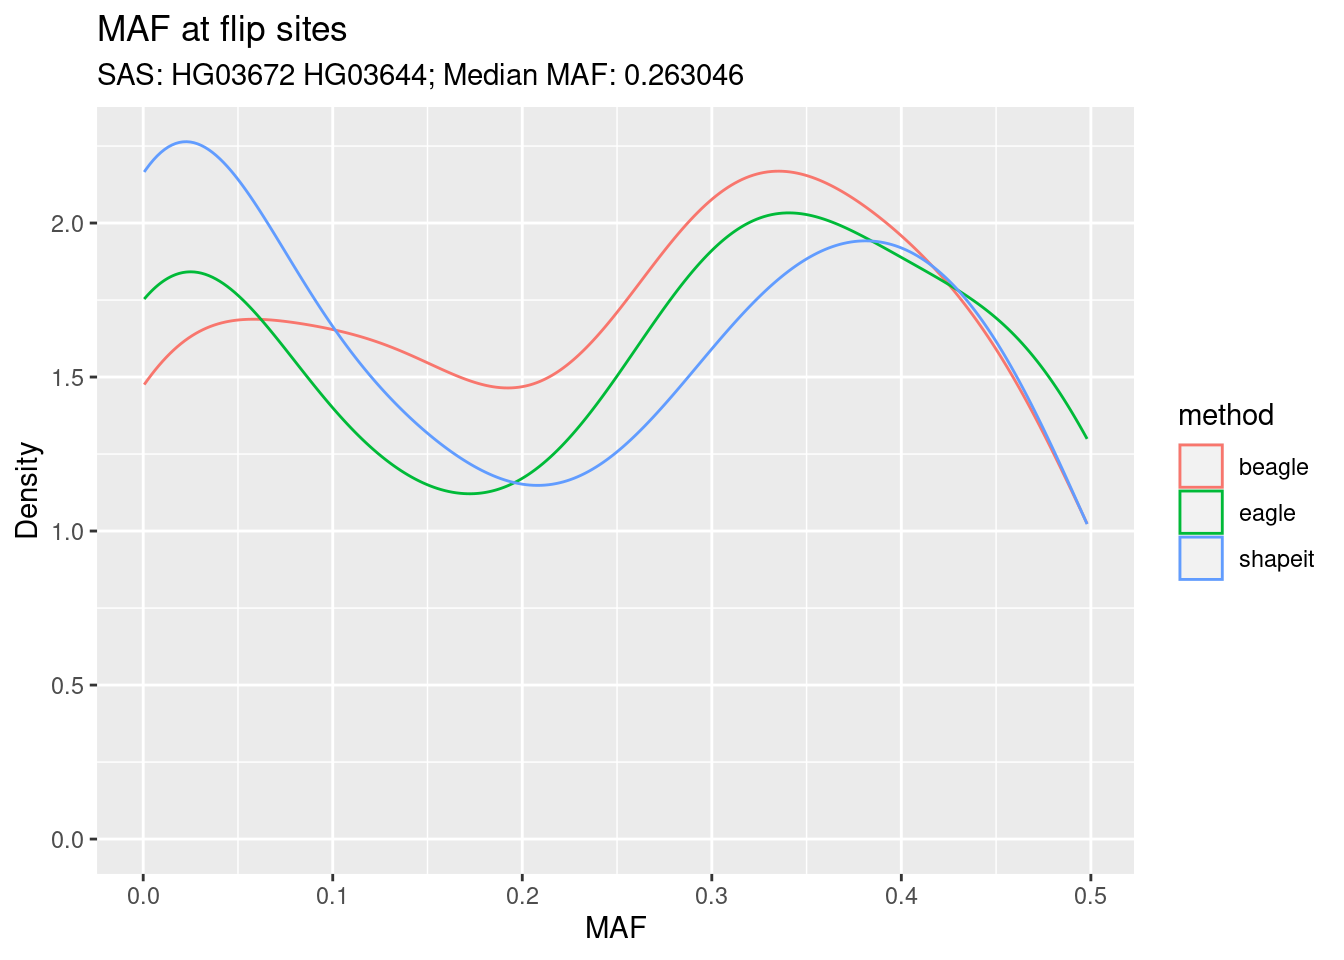 MAF at flip sites
SAS: HG03672 HG03644; Median MAF: 0.263046
Density
2.0
1.5
1.0
0.5
0.0
0.0 0.1 0.2 0.3 0.4 0.5
MAF
method
beagle
eagle
shapeit